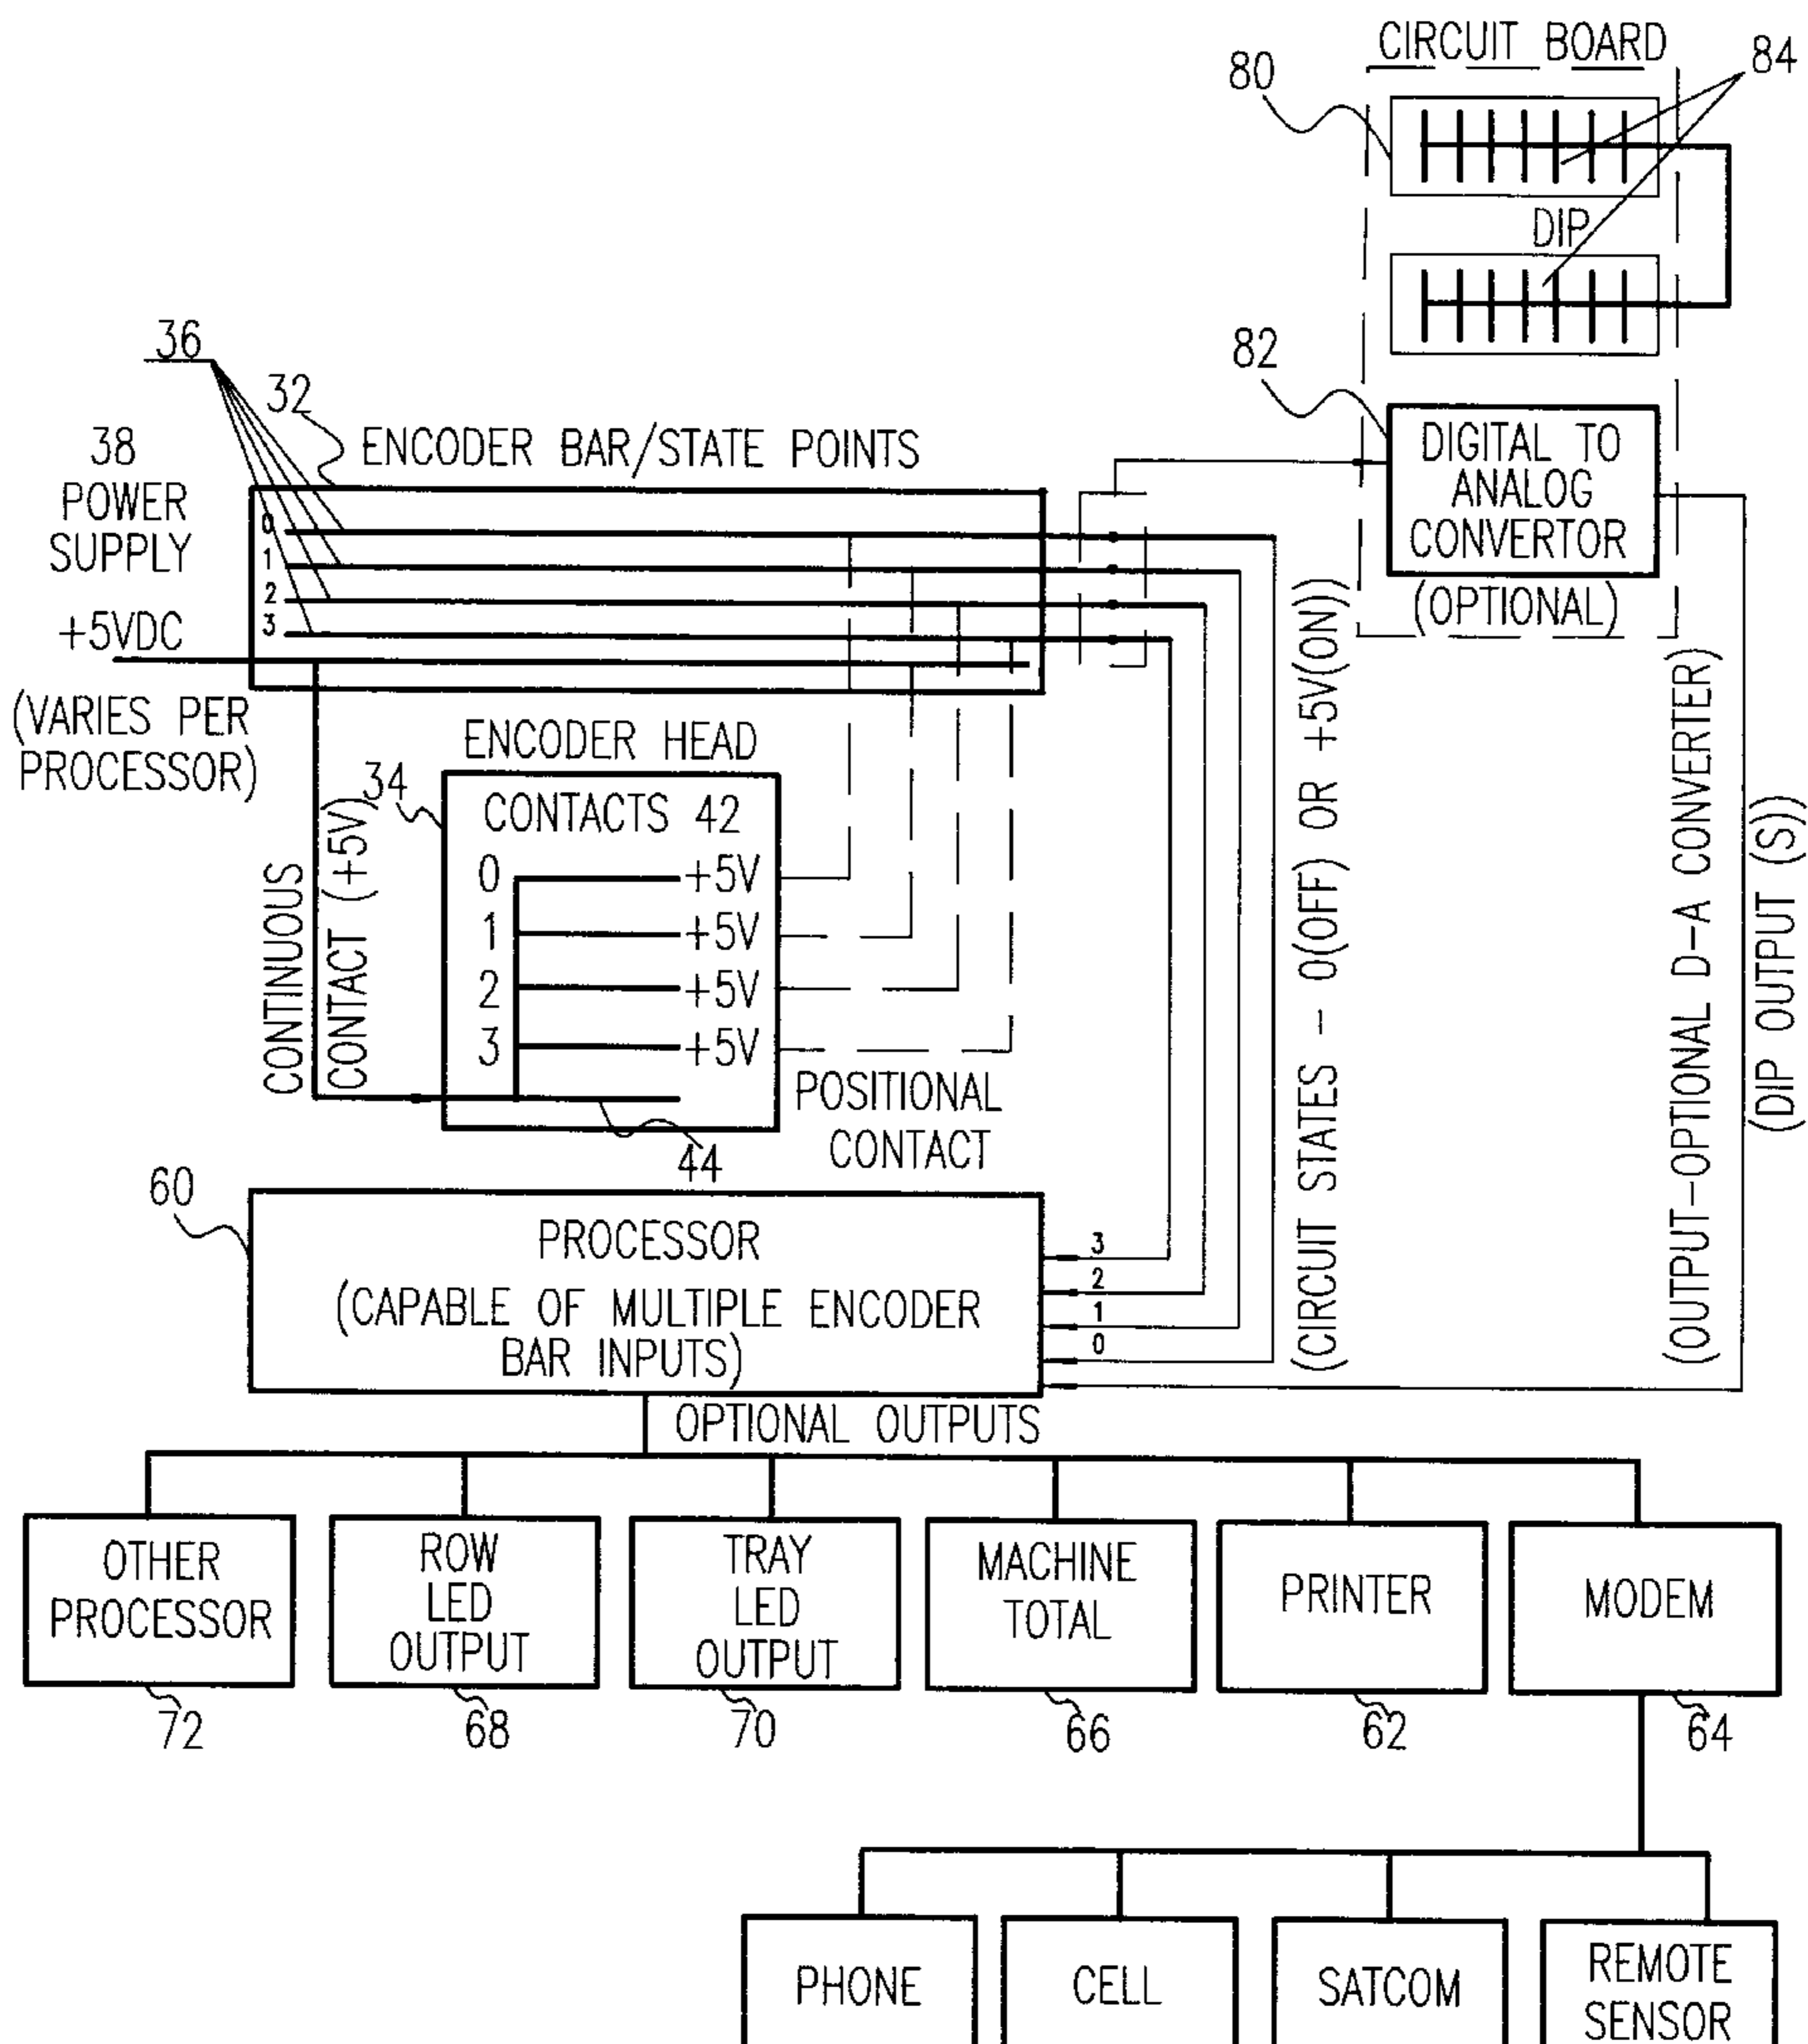 CIRCUIT BOARD
80
84
DIP
82
DIGITAL TO
ANALOG
CONVERTOR
(OPTIONAL)
36
32
38
POWER
SUPPLY
ENCODER BAR/STATE POINTS
0
1
2
3
+5VDC
(VARIES PER
PROCESSOR)
ENCODER HEAD
34
CONTACTS 42
0 +5V
1 +5V
2 +5V
3 +5V
CONTINUOUS
CONTACT (+5V)
POSITIONAL
CONTACT
44
(CIRCUIT STATES - 0(OFF) OR +5V(ON))
(OUTPUT-OPTIONAL D-A CONVERTER)
(DIP OUTPUT (S))
60
PROCESSOR
(CAPABLE OF MULTIPLE ENCODER
BAR INPUTS)
3
2
1
0
OPTIONAL OUTPUTS
OTHER
PROCESSOR
ROW
LED
OUTPUT
TRAY
LED
OUTPUT
MACHINE
TOTAL
PRINTER
MODEM
72
68
70
66
62
64
PHONE
CELL
SATCOM
REMOTE
SENSOR